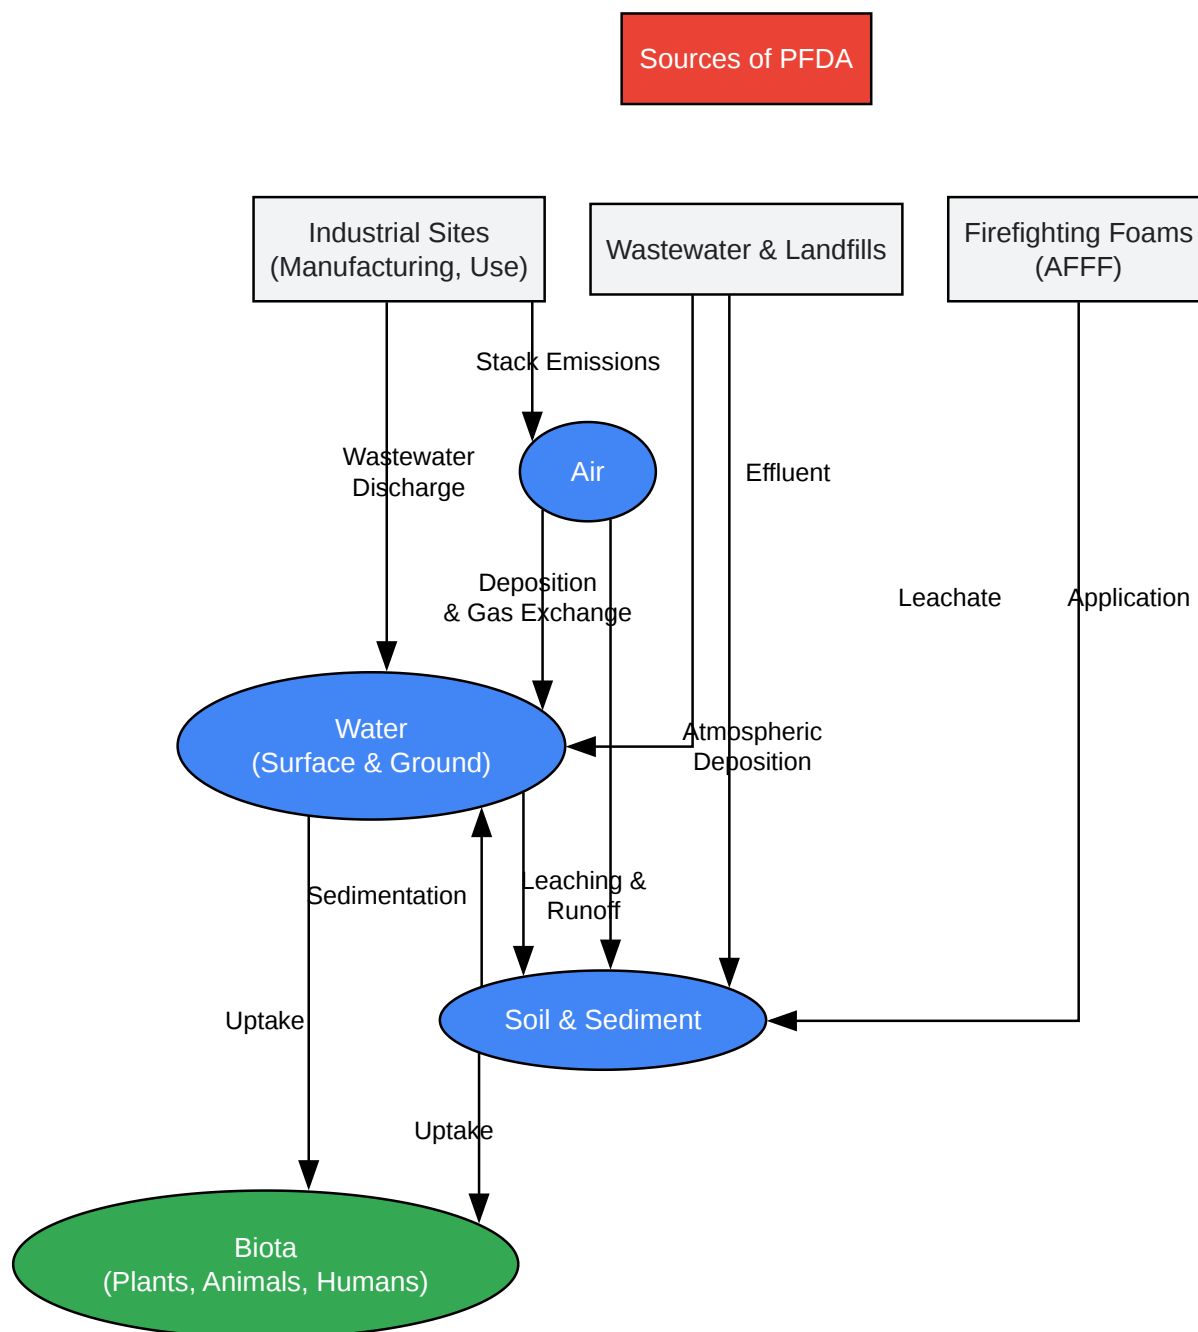 Sources of PFDA
Industrial Sites
(Manufacturing, Use)
Wastewater & Landfills
Firefighting Foams
(AFFF)
Stack Emissions
Wastewater
Discharge
Air
Effluent
Deposition
& Gas Exchange
Leachate
Application
Water
(Surface & Ground)
Atmospheric
Deposition
Sedimentation
Leaching &
Runoff
Uptake
Soil & Sediment
Uptake
Biota
(Plants, Animals, Humans)